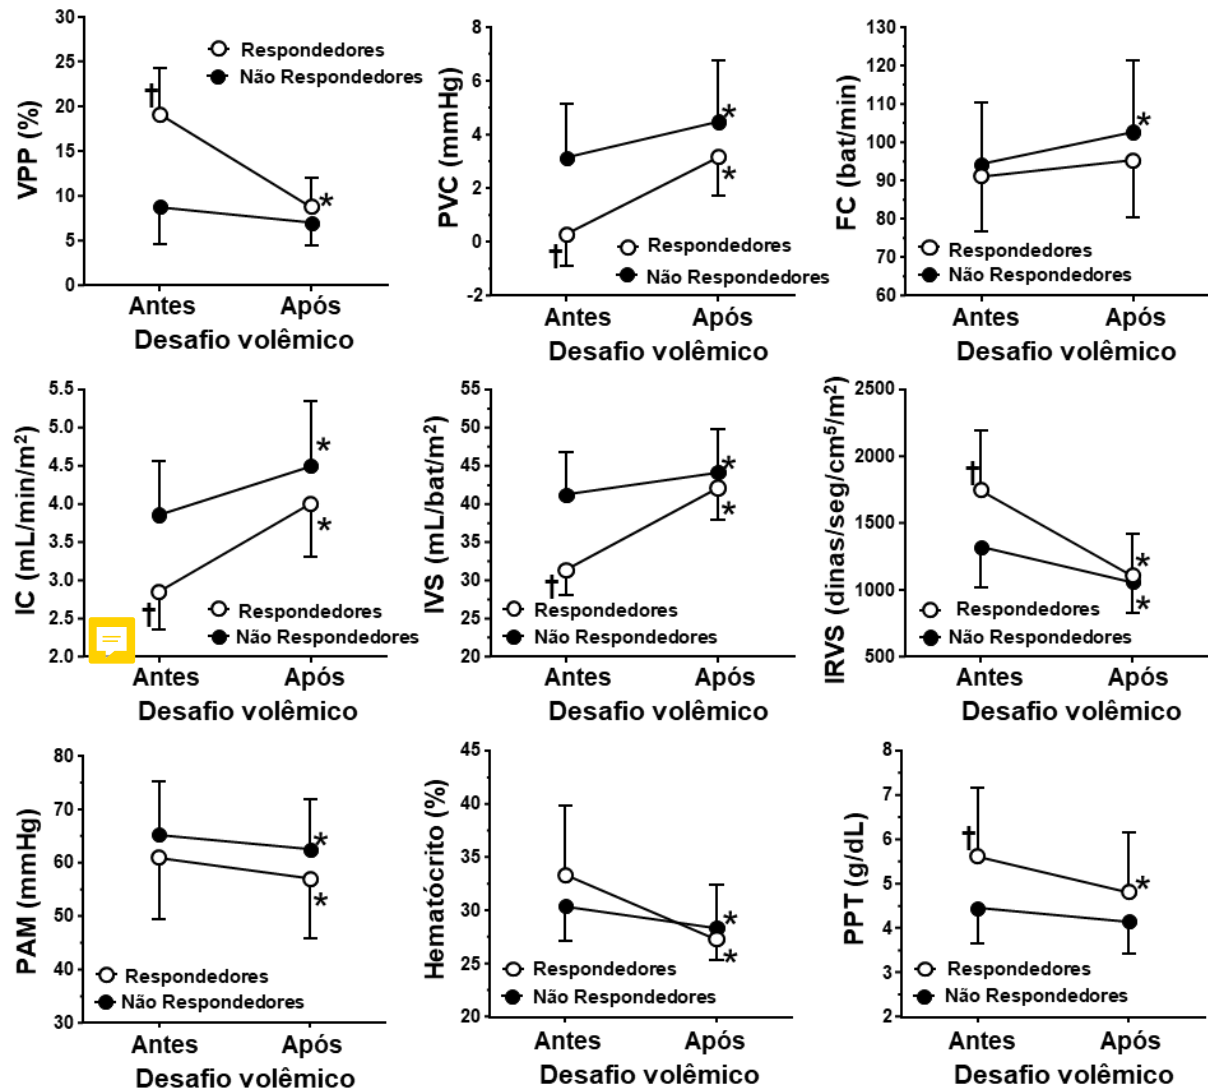 VPP (%)
30
25
20
15
10
5
0
†
*
Respondedores
Não Respondedores
Antes
Após
Desafio volêmico
PVC (mmHg)
8
6
4
2
0
-2
†
*
*
Respondedores
Não Respondedores
Antes
Após
Desafio volêmico
FC (bat/min)
130
120
110
100
90
80
70
60
*
Respondedores
Não Respondedores
Antes
Após
Desafio volêmico
IC (mL/min/m²)
5.5
5.0
4.5
4.0
3.5
3.0
2.5
2.0
†
*
*
Respondedores
Não Respondedores
Antes
Após
Desafio volêmico
IVS (mL/bat/m²)
55
50
45
40
35
30
25
20
†
*
*
Respondedores
Não Respondedores
Antes
Após
Desafio volêmico
IRVS (dinas/seg/cm⁵/m²)
2500
2000
1500
1000
500
†
*
*
Respondedores
Não Respondedores
Antes
Após
Desafio volêmico
PAM (mmHg)
80
70
60
50
40
30
*
*
Respondedores
Não Respondedores
Antes
Após
Desafio volêmico
Hematócrito (%)
45
40
35
30
25
20
*
*
Respondedores
Não Respondedores
Antes
Após
Desafio volêmico
PPT (g/dL)
8
7
6
5
4
3
2
†
*
Respondedores
Não Respondedores
Antes
Após
Desafio volêmico